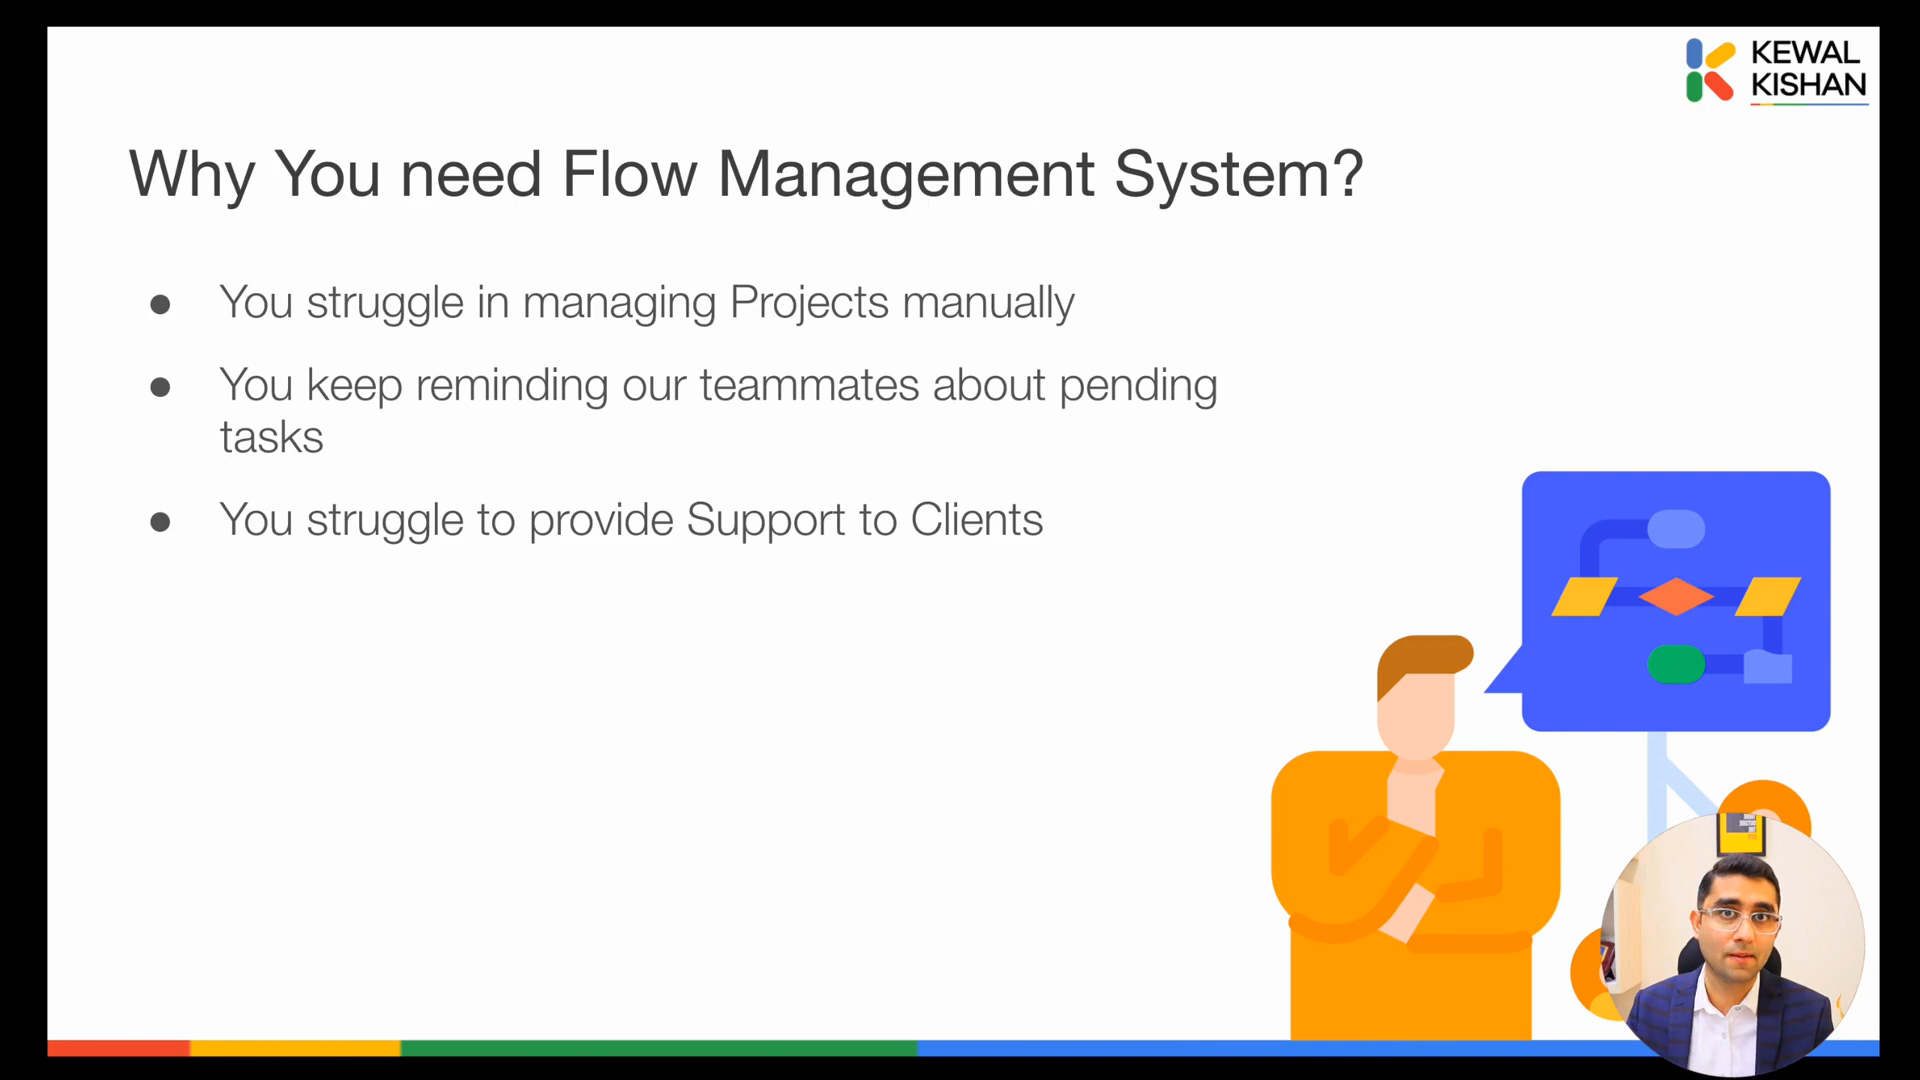 KEWAL
KISHAN
Why You need Flow Management System?
● You struggle in managing Projects manually
● You keep reminding our teammates about pending
tasks
● You struggle to provide Support to Clients